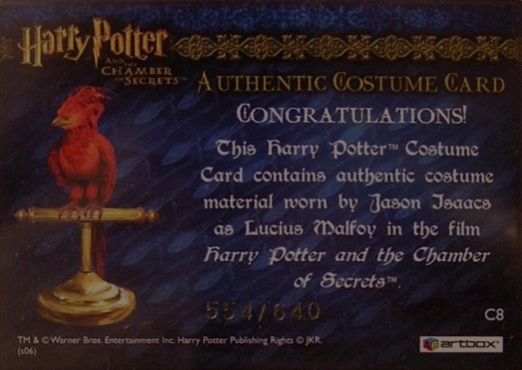 Harry Potter
AND THE
CHAMBER
OF SECRETS™
AUTHENTIC COSTUME CARD
CONGRATULATIONS!
This Harry Potter™ Costume
Card contains authentic costume
material worn by Jason Isaacs
as Lucius Malfoy in the film
Harry Potter and the Chamber
of Secrets™.
554/640
C8
artbox
TM & © Warner Bros. Entertainment Inc. Harry Potter Publishing Rights © JKR.
(s06)